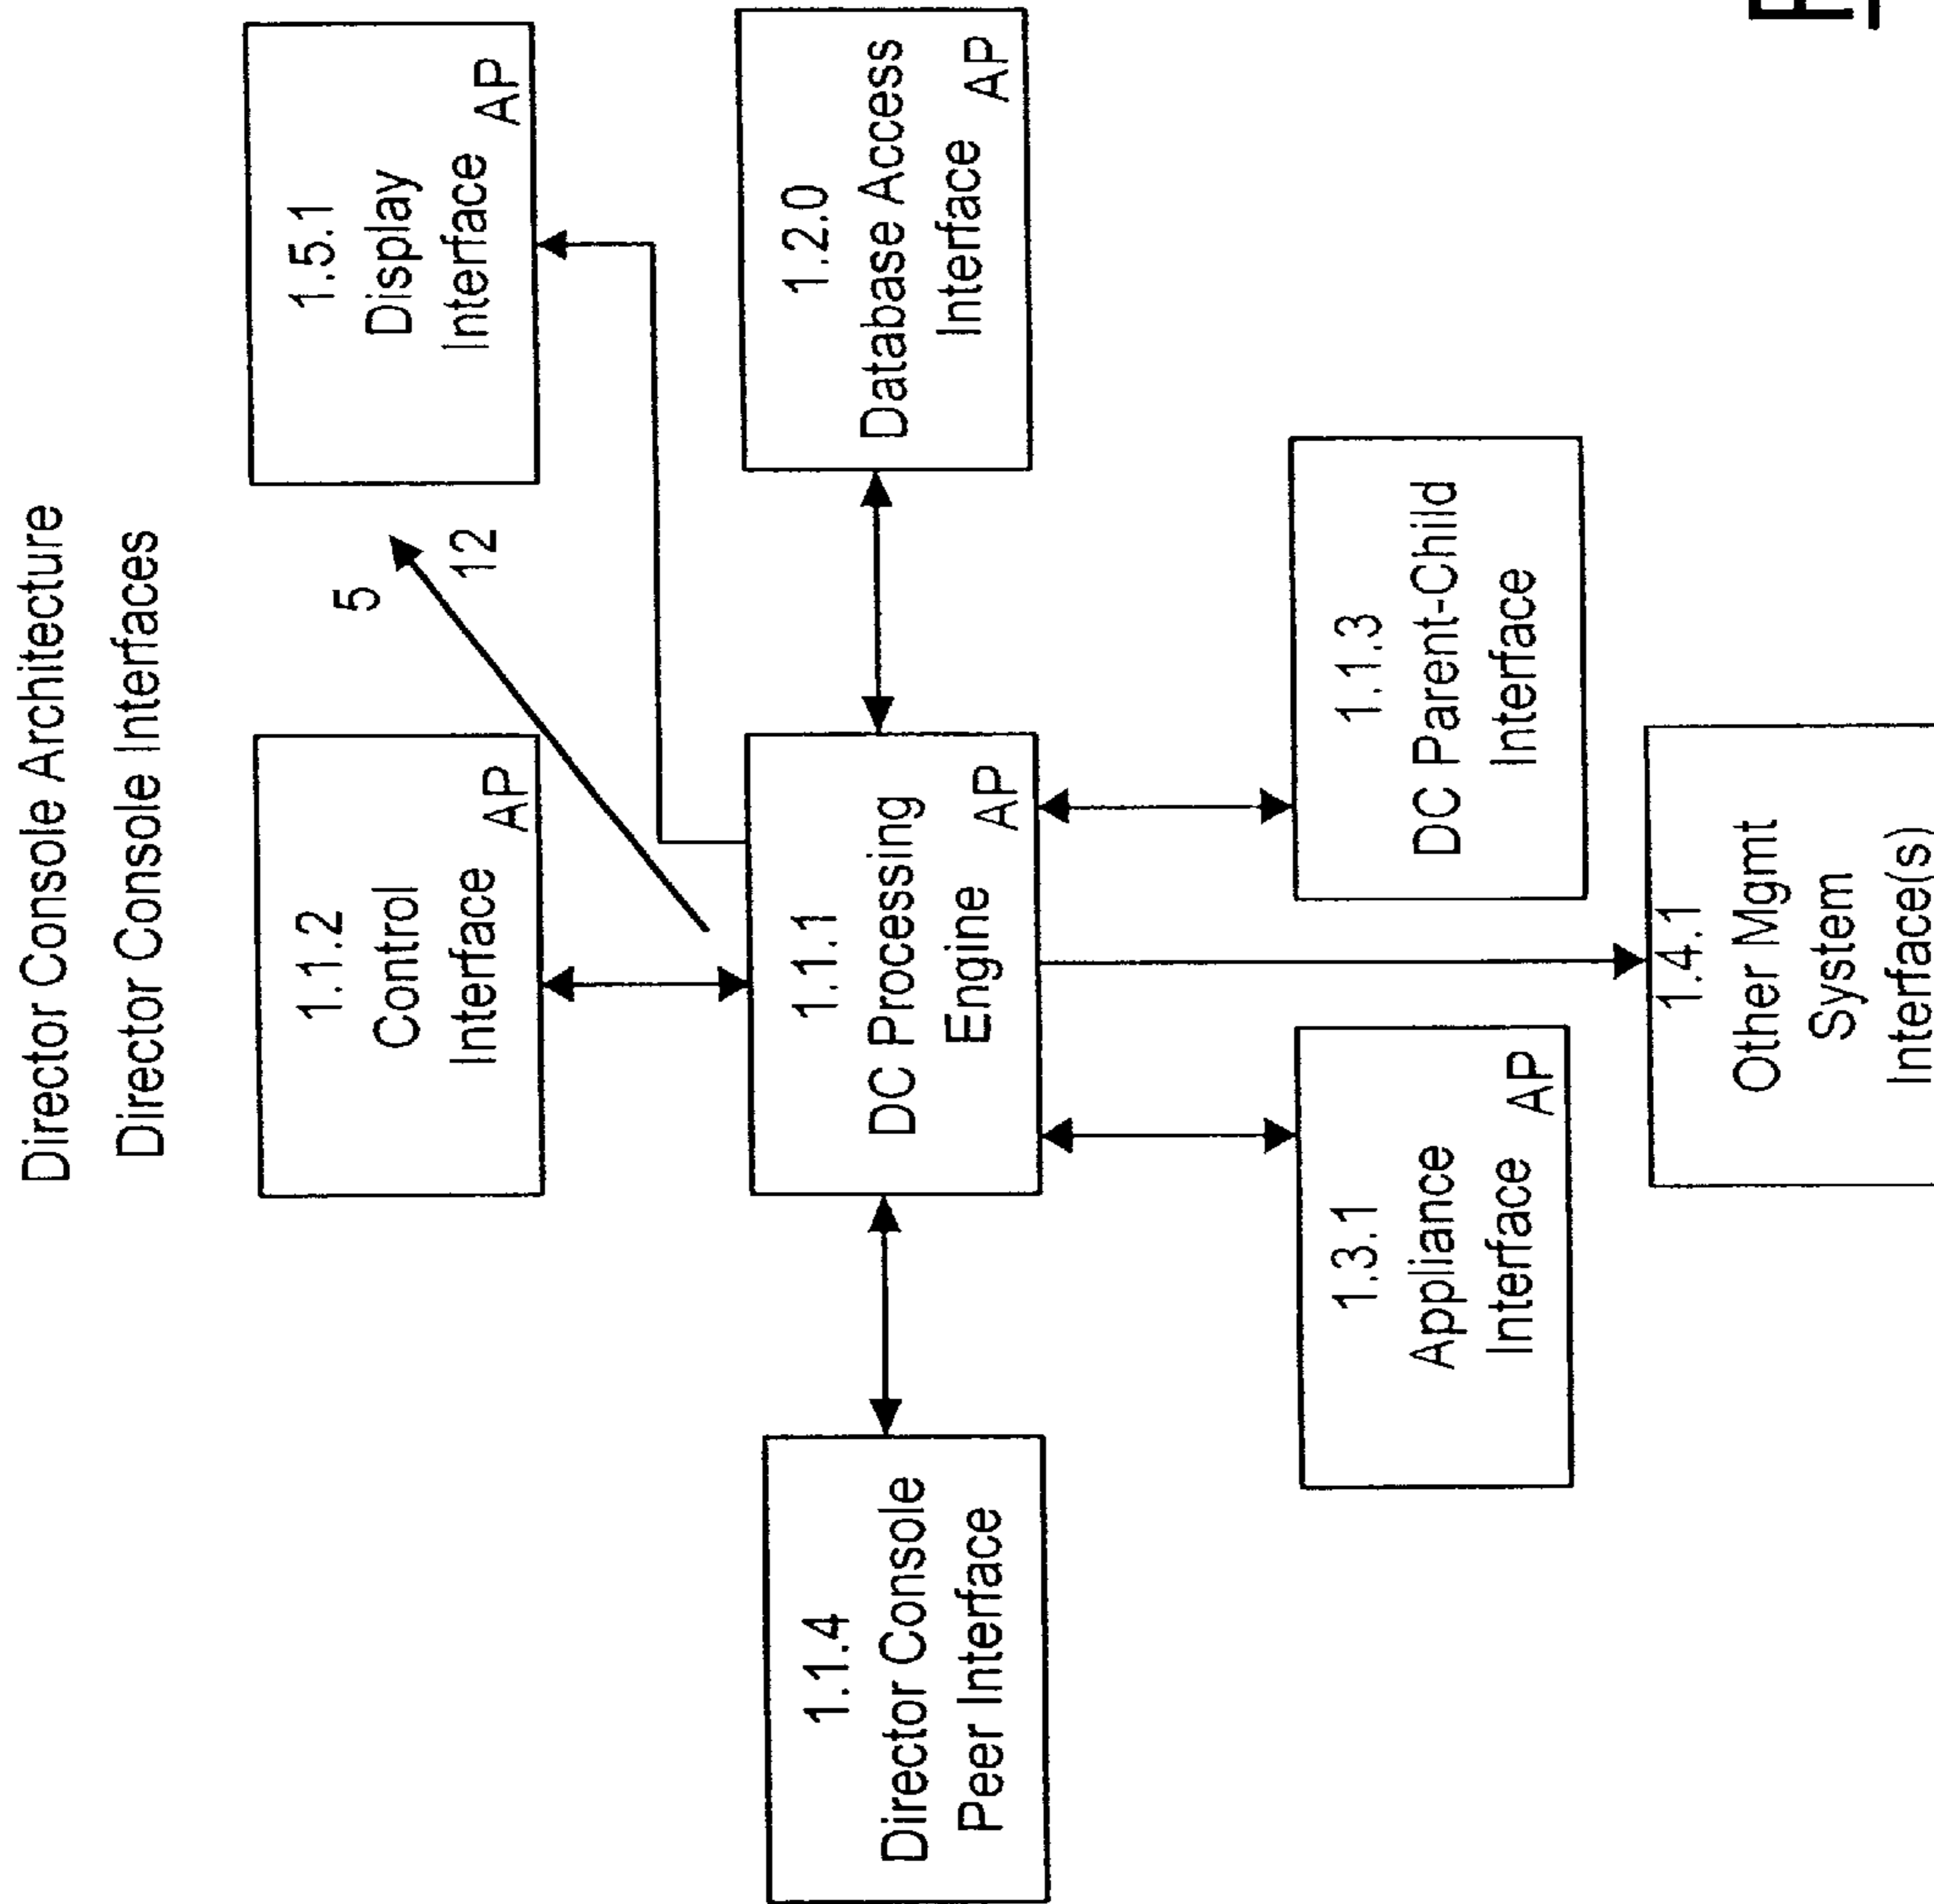 Director Console Architecture
Director Console Interfaces
1.1.2
Control
Interface
AP
5
12
1.5.1
Display
Interface
AP
1.1.4
Director Console
Peer Interface
1.1.1
DC Processing
Engine
AP
1.2.0
Database Access
Interface
AP
1.3.1
Appliance
Interface
AP
1.1.3
DC Parent-Child
Interface
1.4.1
Other Mgmt
System
Interface(s)